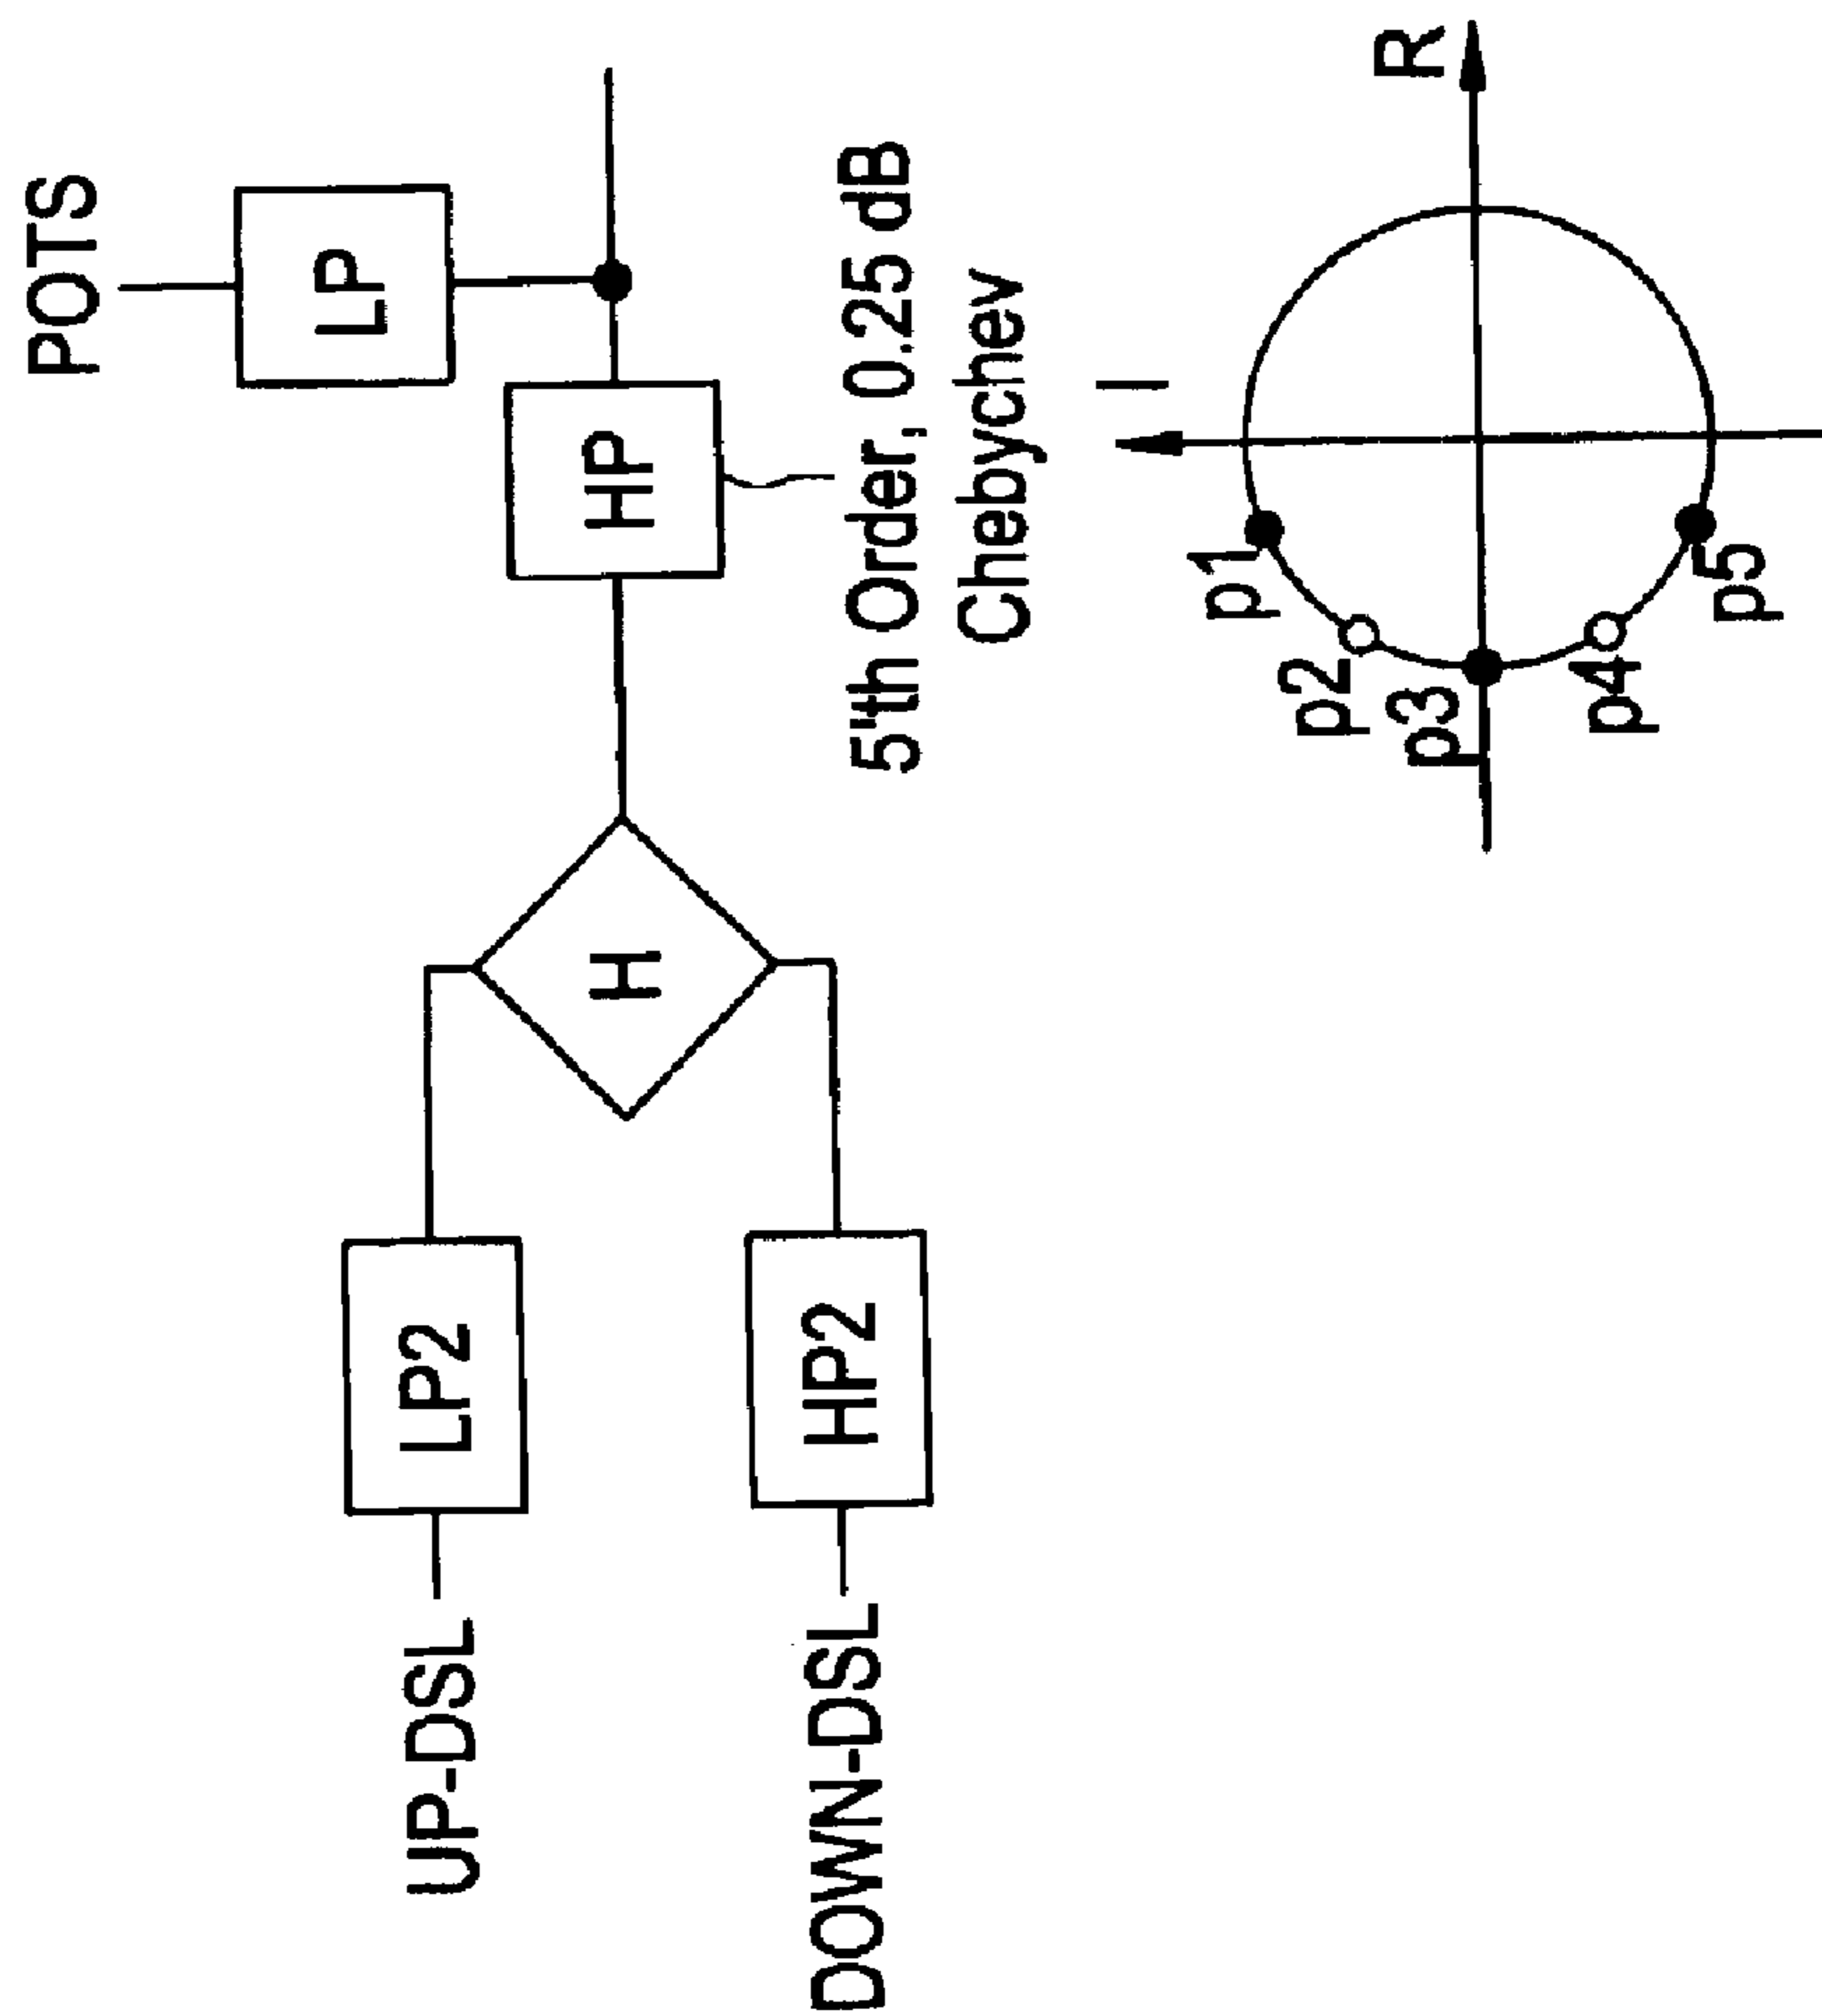 POTS
LP
HP
5'th Order, 0.25 dB
Chebychev
H
LP2
HP2
UP-DSL
DOWN-DSL
I
R
p1
p2
p3
p4
p5